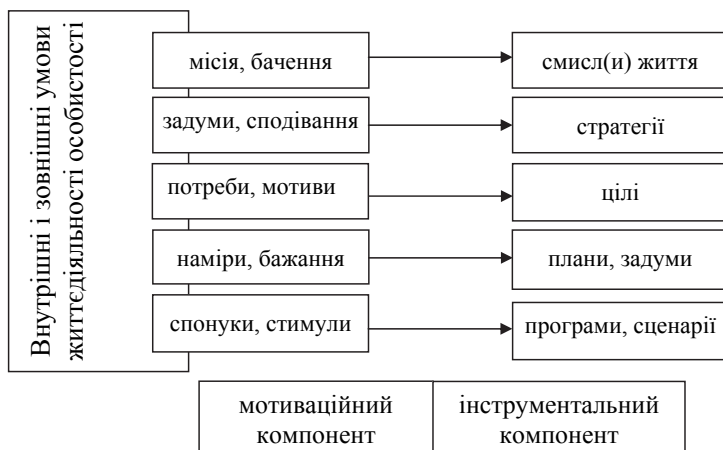 Внутрішні і зовнішні умови
життєдіяльності особистості
місія, бачення
смисл(и) життя
задуми, сподівання
стратегії
потреби, мотиви
цілі
наміри, бажання
плани, задуми
спонуки, стимули
програми, сценарії
мотиваційний
компонент
інструментальний
компонент